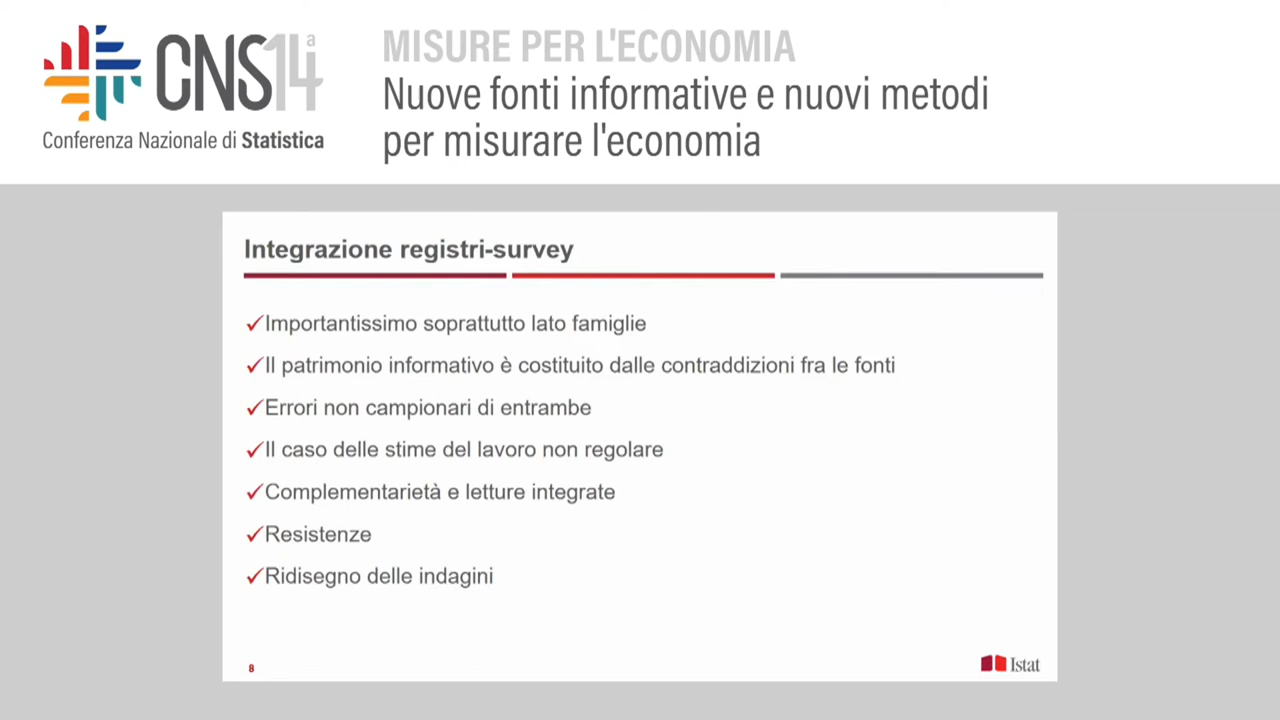 CNS14ª
Conferenza Nazionale di Statistica
MISURE PER L'ECONOMIA
Nuove fonti informative e nuovi metodi
per misurare l'economia
Integrazione registri-survey
✓Importantissimo soprattutto lato famiglie
✓Il patrimonio informativo è costituito dalle contraddizioni fra le fonti
✓Errori non campionari di entrambe
✓Il caso delle stime del lavoro non regolare
✓Complementarietà e letture integrate
✓Resistenze
✓Ridisegno delle indagini
8
Istat